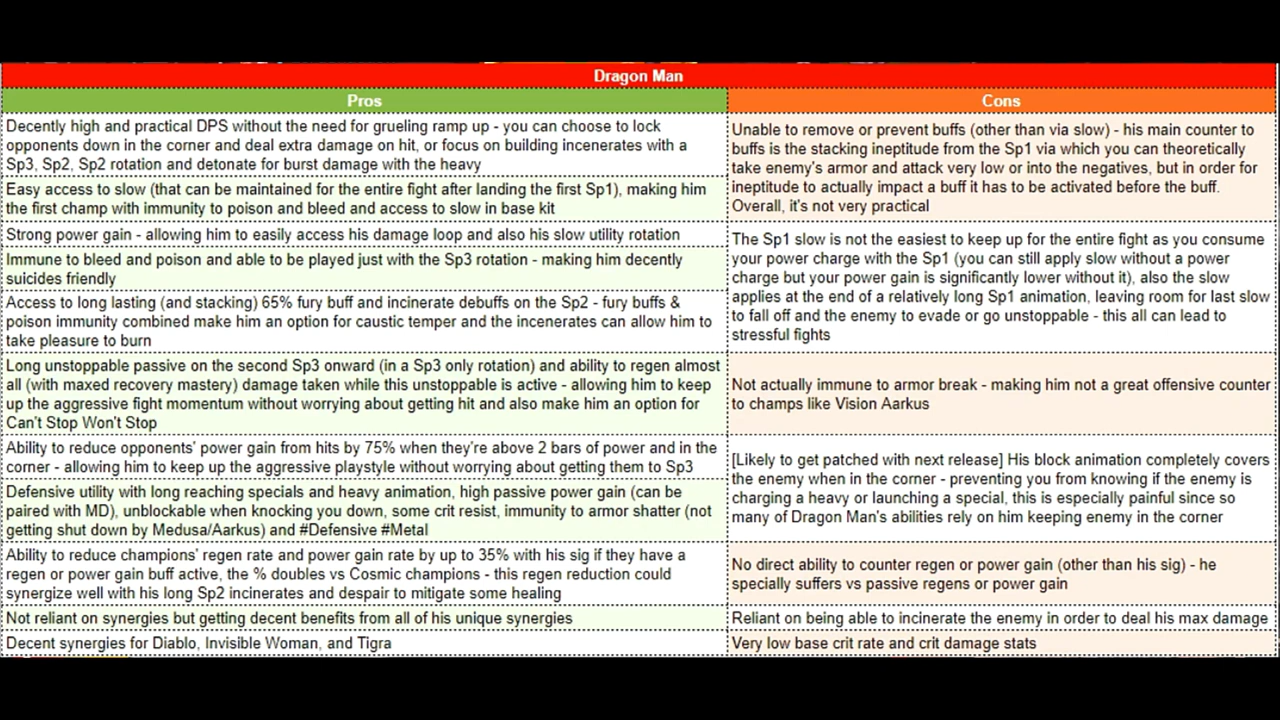 Dragon Man
Pros
Cons
Decently high and practical DPS without the need for grueling ramp up - you can choose to lock
opponents down in the corner and deal extra damage on hit, or focus on building incenerates with a
Sp3, Sp2, Sp2 rotation and detonate for burst damage with the heavy
Easy access to slow (that can be maintained for the entire fight after landing the first Sp1), making him
the first champ with immunity to poison and bleed and access to slow in base kit
Strong power gain - allowing him to easily access his damage loop and also his slow utility rotation
Immune to bleed and poison and able to be played just with the Sp3 rotation - making him decently
suicides friendly
Access to long lasting (and stacking) 65% fury buff and incinerate debuffs on the Sp2 - fury buffs &
poison immunity combined make him an option for caustic temper and the incenerates can allow him to
take pleasure to burn
Long unstoppable passive on the second Sp3 onward (in a Sp3 only rotation) and ability to regen almost
all (with maxed recovery mastery) damage taken while this unstoppable is active - allowing him to keep
up the aggressive fight momentum without worrying about getting hit and also make him an option for
Can't Stop Won't Stop
Ability to reduce opponents' power gain from hits by 75% when they're above 2 bars of power and in the
corner - allowing him to keep up the aggressive playstyle without worrying about getting them to Sp3
Defensive utility with long reaching specials and heavy animation, high passive power gain (can be
paired with MD), unblockable when knocking you down, some crit resist, immunity to armor shatter (not
getting shut down by Medusa/Aarkus) and #Defensive #Metal
Ability to reduce champions' regen rate and power gain rate by up to 35% with his sig if they have a
regen or power gain buff active, the % doubles vs Cosmic champions - this regen reduction could
synergize well with his long Sp2 incinerates and despair to mitigate some healing
Not reliant on synergies but getting decent benefits from all of his unique synergies
Decent synergies for Diablo, Invisible Woman, and Tigra
Unable to remove or prevent buffs (other than via slow) - his main counter to
buffs is the stacking ineptitude from the Sp1 via which you can theoretically
take enemy's armor and attack very low or into the negatives, but in order for
ineptitude to actually impact a buff it has to be activated before the buff.
Overall, it's not very practical
The Sp1 slow is not the easiest to keep up for the entire fight as you consume
your power charge with the Sp1 (you can still apply slow without a power
charge but your power gain is significantly lower without it), also the slow
applies at the end of a relatively long Sp1 animation, leaving room for last slow
to fall off and the enemy to evade or go unstoppable - this all can lead to
stressful fights
Not actually immune to armor break - making him not a great offensive counter
to champs like Vision Aarkus
[Likely to get patched with next release] His block animation completely covers
the enemy when in the corner - preventing you from knowing if the enemy is
charging a heavy or launching a special, this is especially painful since so
many of Dragon Man's abilities rely on him keeping enemy in the corner
No direct ability to counter regen or power gain (other than his sig) - he
specially suffers vs passive regens or power gain
Reliant on being able to incinerate the enemy in order to deal his max damage
Very low base crit rate and crit damage stats